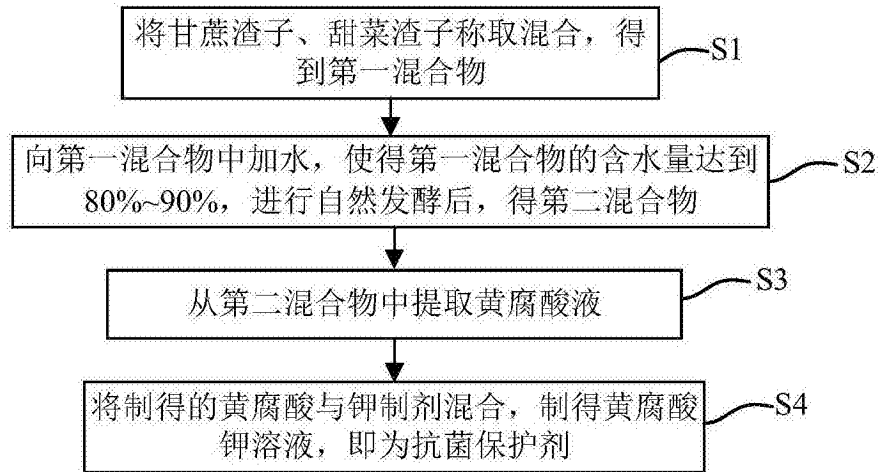 将甘蔗渣子、甜菜渣子称取混合，得
到第一混合物
S1
向第一混合物中加水，使得第一混合物的含水量达到
80%~90%，进行自然发酵后，得第二混合物
S2
从第二混合物中提取黄腐酸液
S3
将制得的黄腐酸与钾制剂混合，制得黄腐酸
钾溶液，即为抗菌保护剂
S4